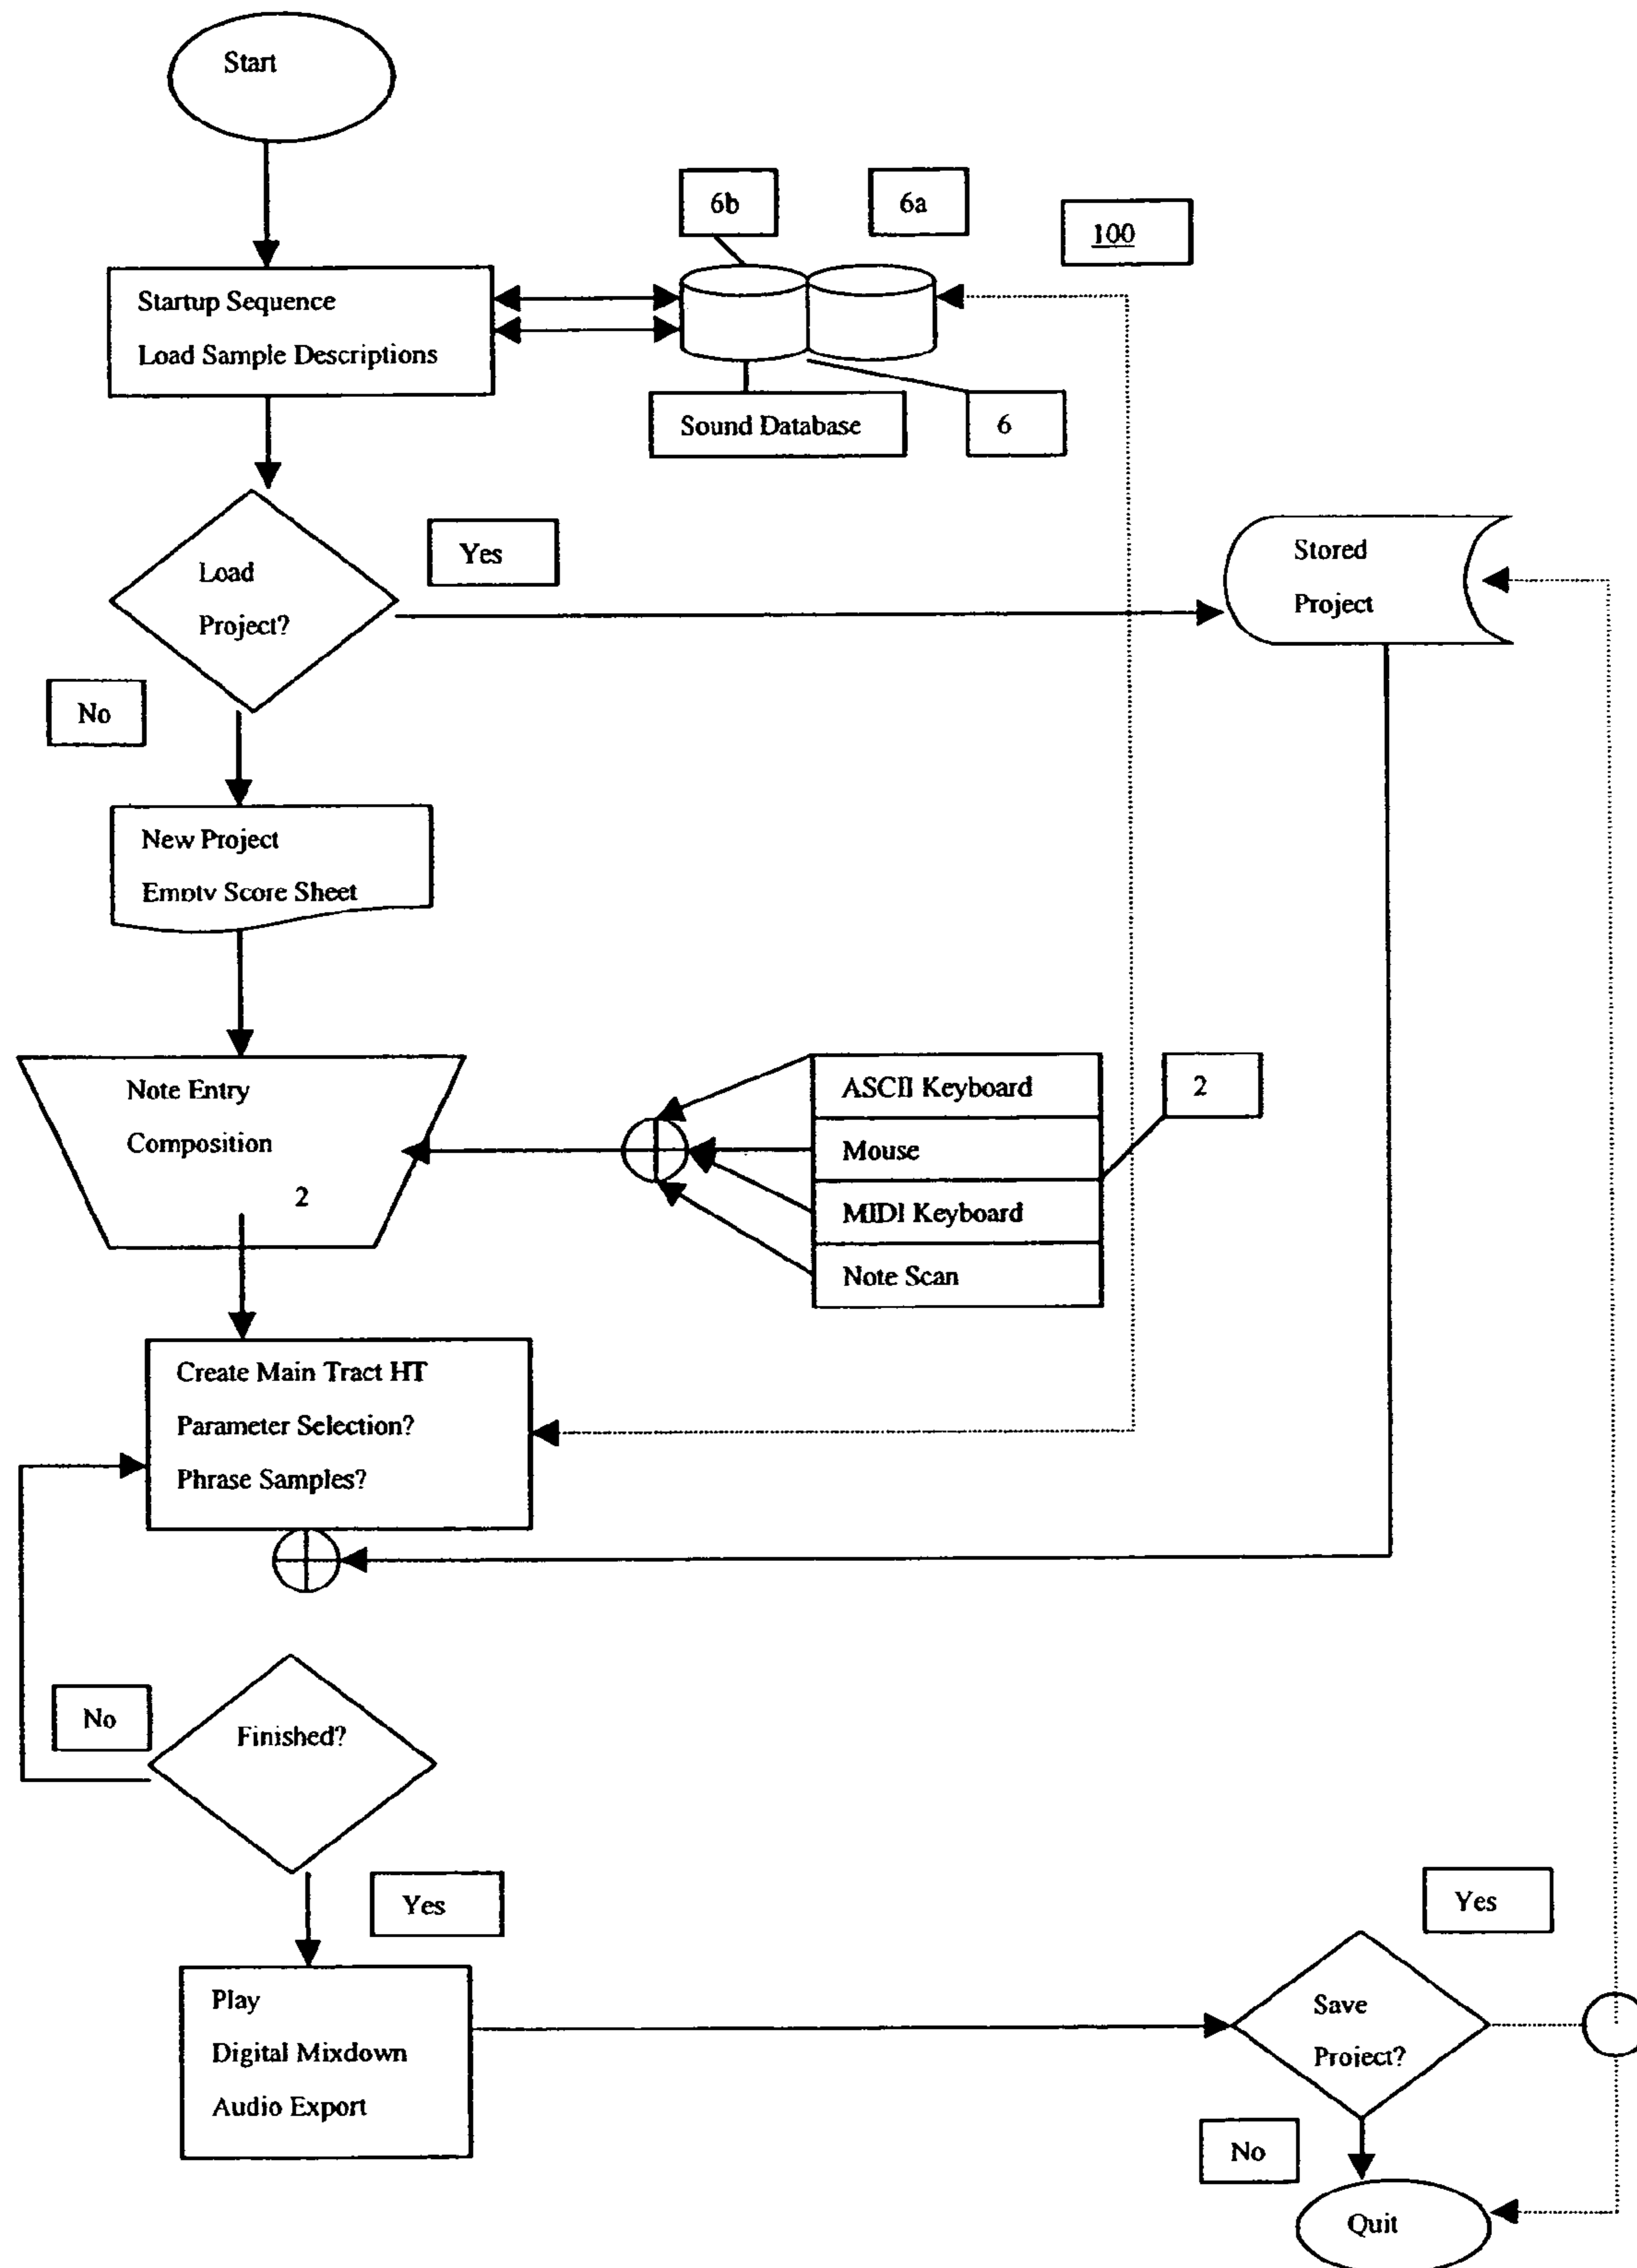 Start
6b
6a
100
Startup Sequence
Load Sample Descriptions
Sound Database
6
Yes
Load
Project?
Stored
Project
No
New Project
Empty Score Sheet
Note Entry
Composition
2
ASCII Keyboard
Mouse
MIDI Keyboard
Note Scan
2
Create Main Tract HT
Parameter Selection?
Phrase Samples?
No
Finished?
Yes
Play
Digital Mixdown
Audio Export
Yes
Save
Project?
No
Quit